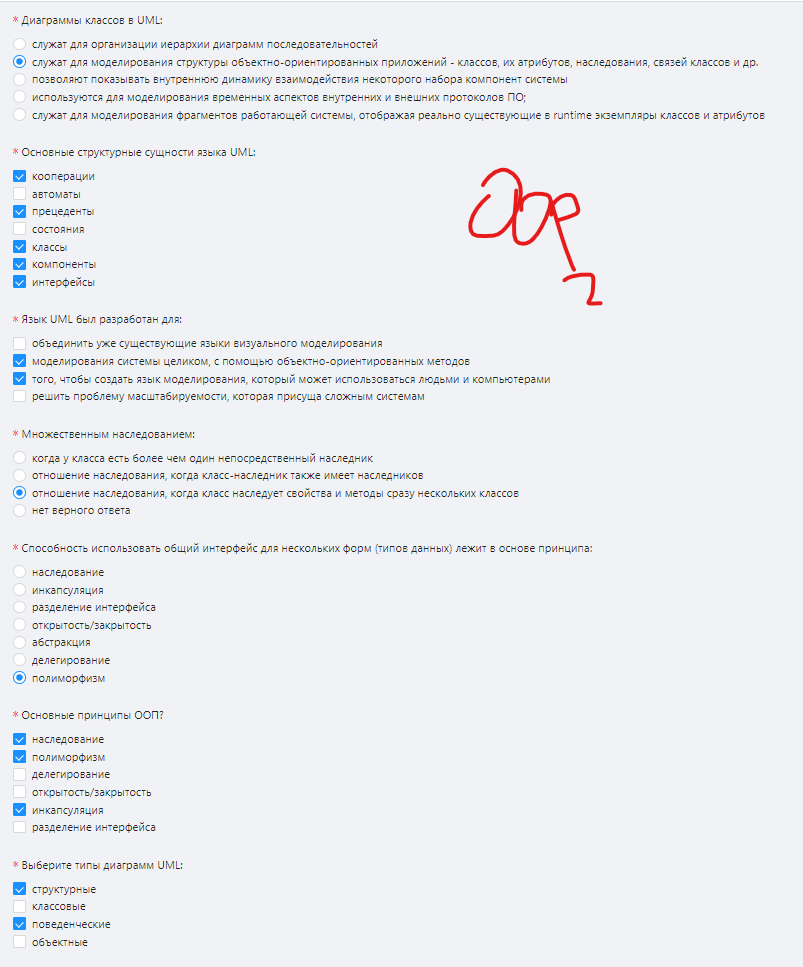 * Диаграммы классов в UML:
служат для организации иерархии диаграмм последовательностей
служат для моделирования структуры объектно-ориентированных приложений - классов, их атрибутов, наследования, связей классов и др.
позволяют показывать внутреннюю динамику взаимодействия некоторого набора компонент системы
используются для моделирования временных аспектов внутренних и внешних протоколов ПО;
служат для моделирования фрагментов работающей системы, отображая реально существующие в runtime экземпляры классов и атрибутов
* Основные структурные сущности языка UML:
кооперации
автоматы
прецеденты
состояния
классы
компоненты
интерфейсы
* Язык UML был разработан для:
объединить уже существующие языки визуального моделирования
моделирования системы целиком, с помощью объектно-ориентированных методов
того, чтобы создать язык моделирования, который может использоваться людьми и компьютерами
решить проблему масштабируемости, которая присуща сложным системам
* Множественным наследованием:
когда у класса есть более чем один непосредственный наследник
отношение наследования, когда класс-наследник также имеет наследников
отношение наследования, когда класс наследует свойства и методы сразу нескольких классов
нет верного ответа
* Способность использовать общий интерфейс для нескольких форм (типов данных) лежит в основе принципа:
наследование
инкапсуляция
разделение интерфейса
открытость/закрытость
абстракция
делегирование
полиморфизм
* Основные принципы ООП?
наследование
полиморфизм
делегирование
открытость/закрытость
инкапсуляция
разделение интерфейса
* Выберите типы диаграмм UML:
структурные
классовые
поведенческие
объектные